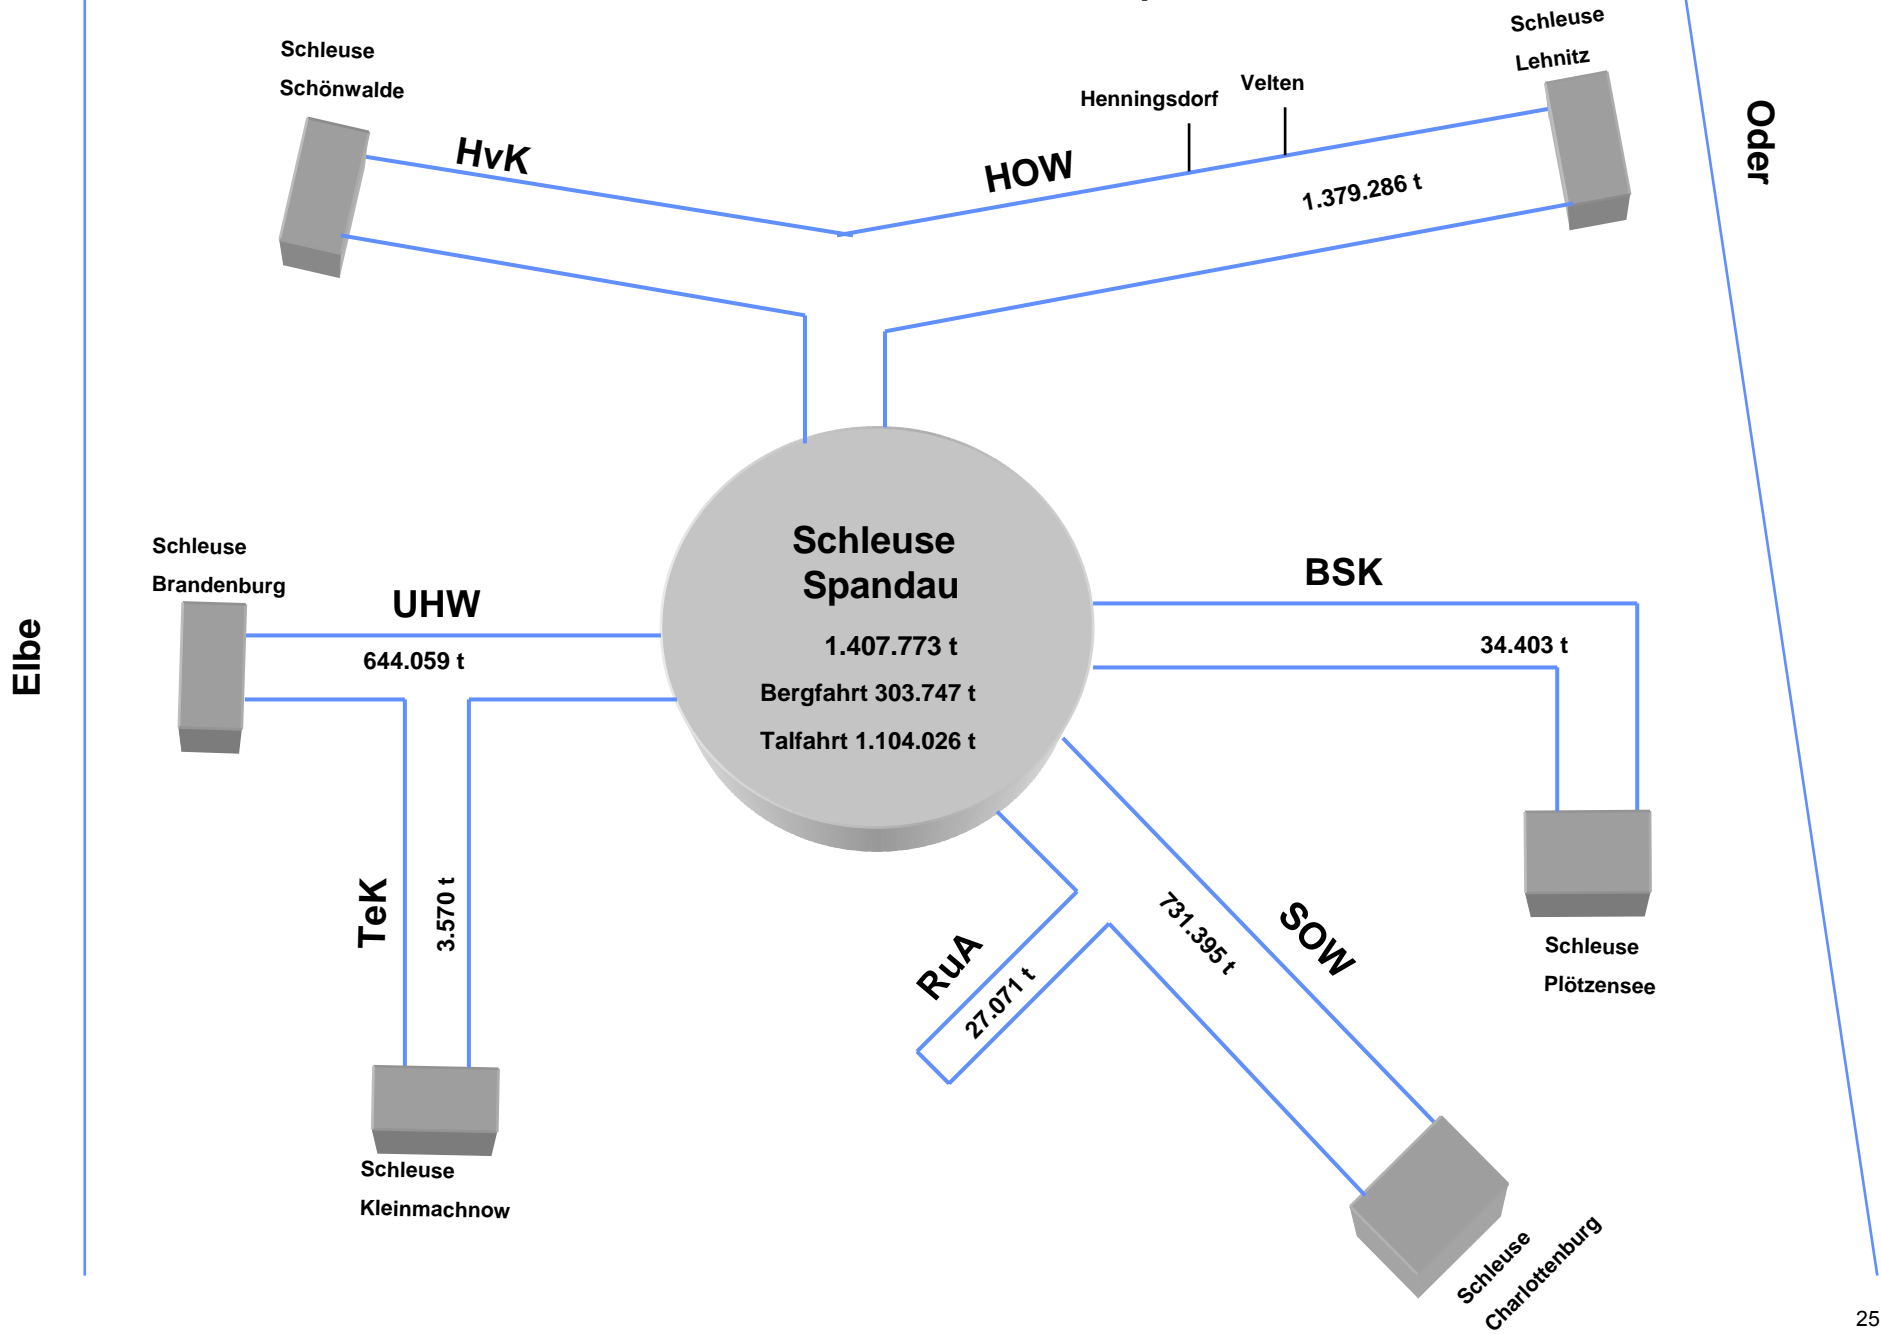 Schleuse
Schönwalde
HvK
HOW
Henningsdorf
Velten
Schleuse
Lehnitz
1.379.286 t
Oder
Elbe
Schleuse
Brandenburg
UHW
644.059 t
Schleuse
Spandau
1.407.773 t
Bergfahrt 303.747 t
Talfahrt 1.104.026 t
BSK
34.403 t
TeK
3.570 t
RuA
27.071 t
731.395 t
SOW
Schleuse
Plötzensee
Schleuse
Kleinmachnow
Schleuse
Charlottenburg
25